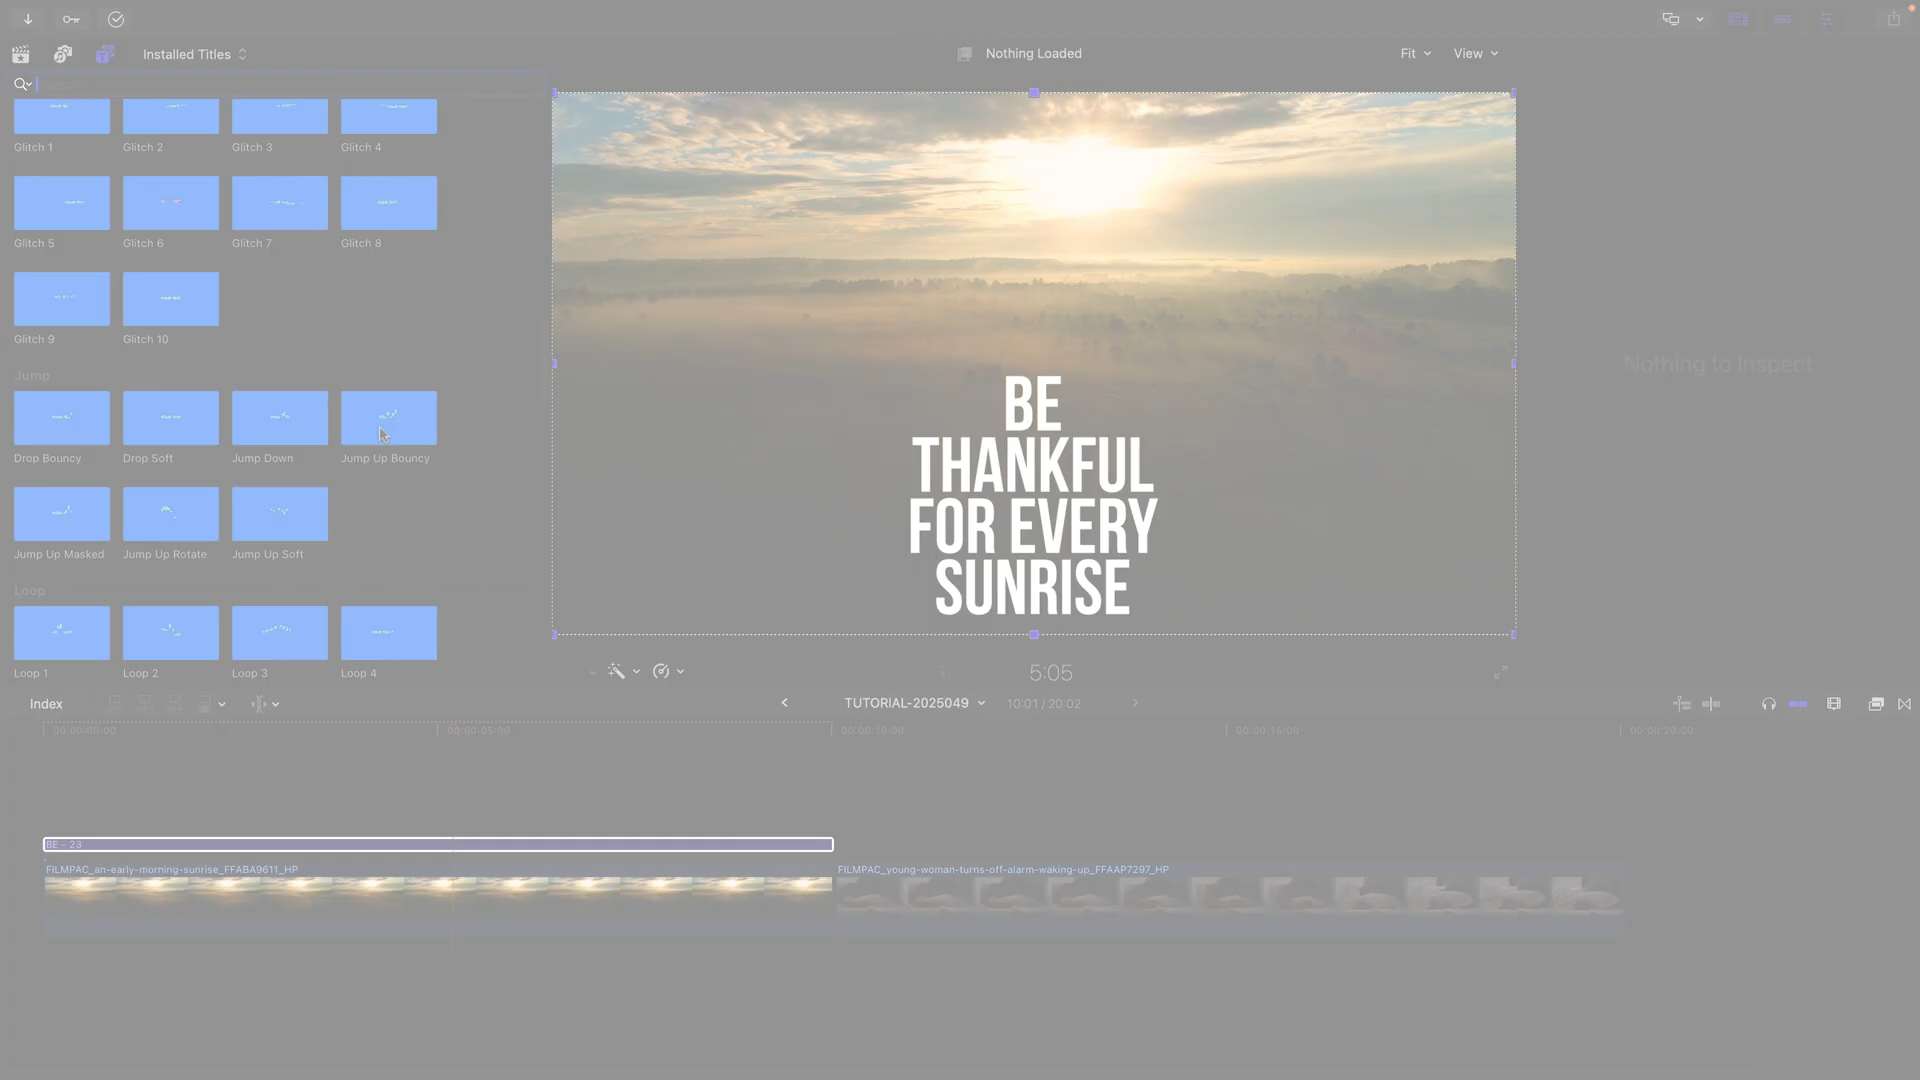 Installed Titles
Nothing Loaded
Fit
View
Glitch 1
Glitch 2
Glitch 3
Glitch 4
Glitch 5
Glitch 6
Glitch 7
Glitch 8
Glitch 9
Glitch 10
Jump
Drop Bouncy
Drop Soft
Jump Down
Jump Up Bouncy
Jump Up Masked
Jump Up Rotate
Jump Up Soft
Loop
Loop 1
Loop 2
Loop 3
Loop 4
BE
THANKFUL
FOR EVERY
SUNRISE
Nothing to Inspect
5:05
Index
TUTORIAL-2025049
10:01 / 20:02
00:00:00:00
00:00:05:00
00:00:10:00
00:00:15:00
00:00:20:00
BE - 23
FILMPAC_an-early-morning-sunrise_FFABA9611_HP
FILMPAC_young-woman-turns-off-alarm-waking-up_FFAAP7297_HP